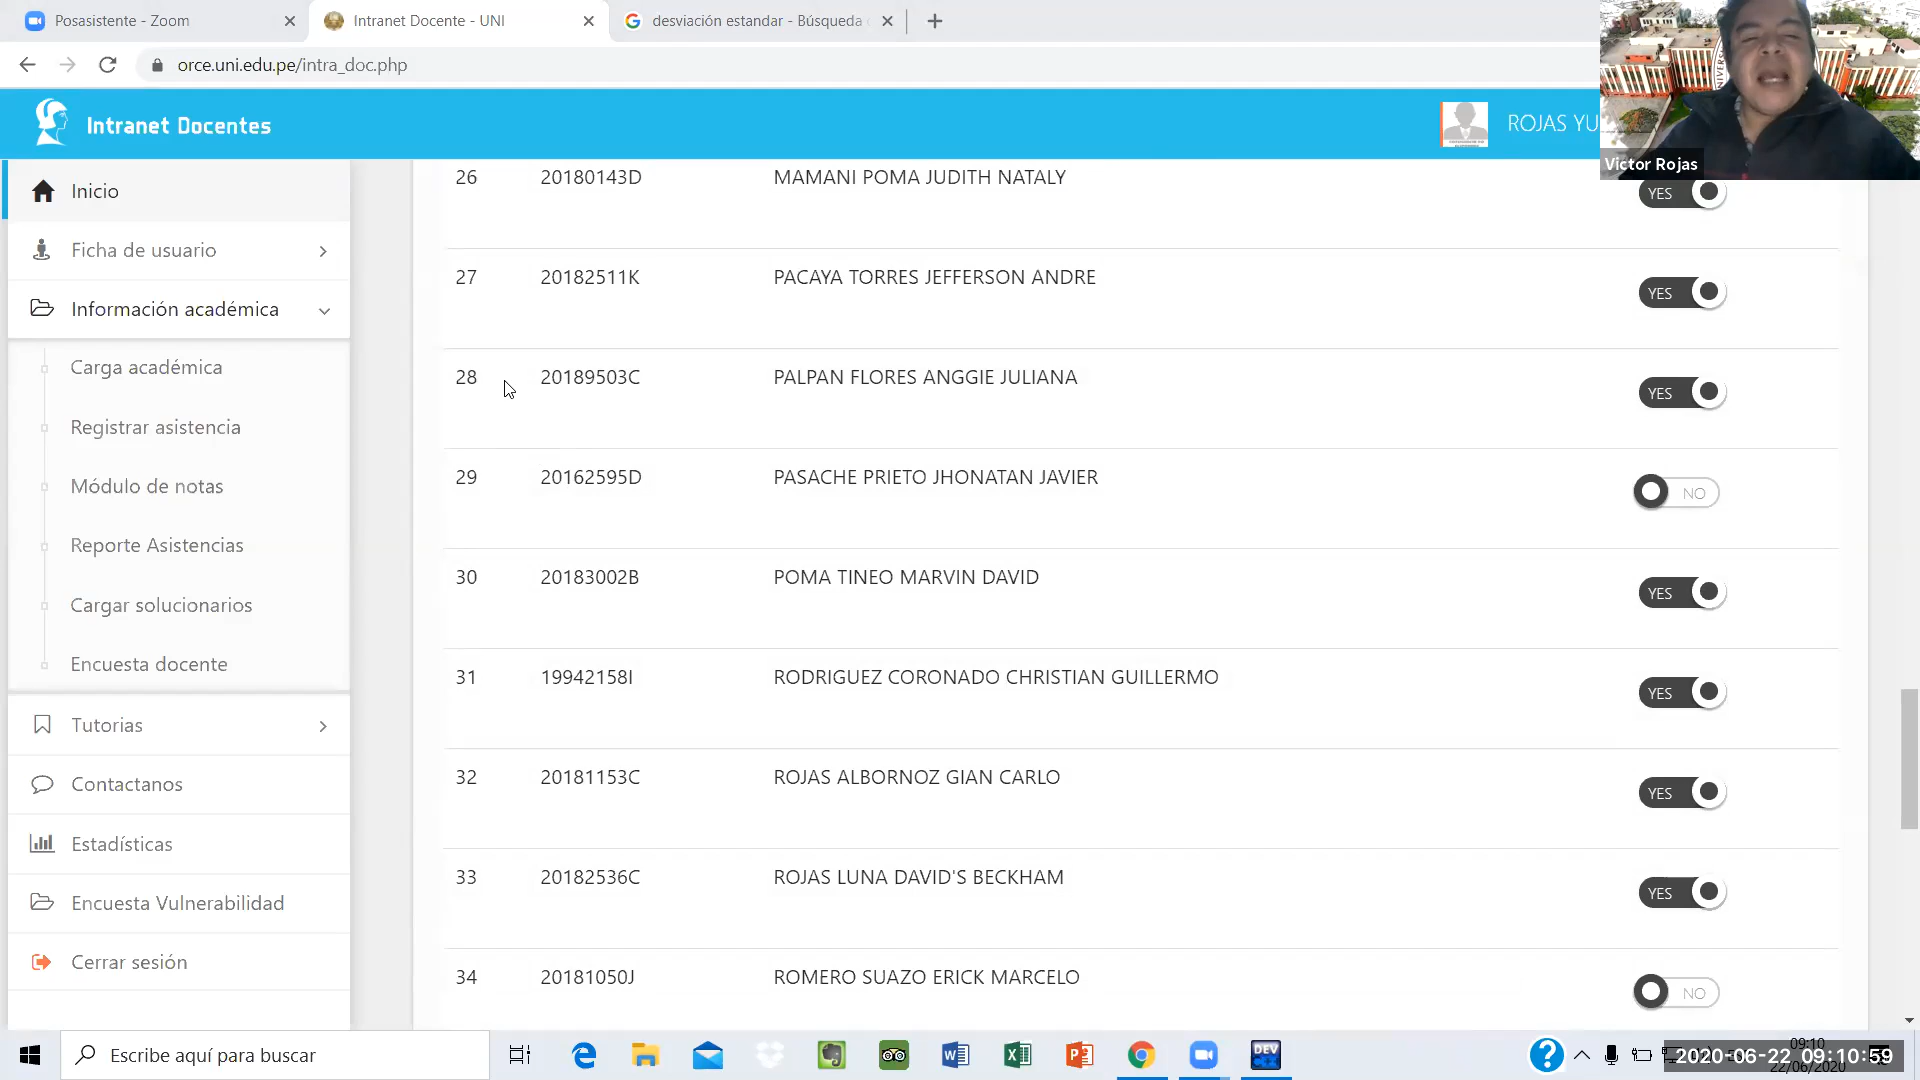 Posasistente - Zoom
Intranet Docente - UNI
desviación estandar - Búsqueda
orce.uni.edu.pe/intra_doc.php
Intranet Docentes
ROJAS YU
Victor Rojas
Inicio
Ficha de usuario
Información académica
Carga académica
Registrar asistencia
Módulo de notas
Reporte Asistencias
Cargar solucionarios
Encuesta docente
Tutorias
Contactanos
Estadísticas
Encuesta Vulnerabilidad
Cerrar sesión
26 20180143D MAMANI POMA JUDITH NATALY YES
27 20182511K PACAYA TORRES JEFFERSON ANDRE YES
28 20189503C PALPAN FLORES ANGGIE JULIANA YES
29 20162595D PASACHE PRIETO JHONATAN JAVIER NO
30 20183002B POMA TINEO MARVIN DAVID YES
31 19942158I RODRIGUEZ CORONADO CHRISTIAN GUILLERMO YES
32 20181153C ROJAS ALBORNOZ GIAN CARLO YES
33 20182536C ROJAS LUNA DAVID'S BECKHAM YES
34 20181050J ROMERO SUAZO ERICK MARCELO NO
Escribe aquí para buscar
DEV
09:10
2020-06-22 09:10:59
22/06/2020